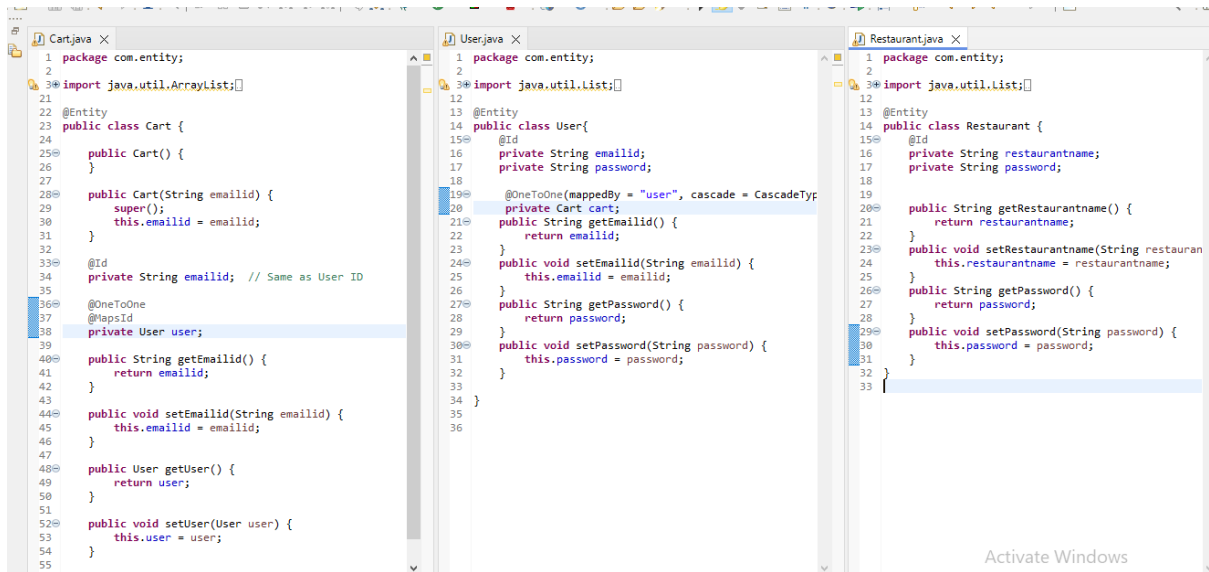 Cart.java
1 package com.entity;
2
3 import java.util.ArrayList;
21
22 @Entity
23 public class Cart {
24
25 public Cart() {
26 }
27
28 public Cart(String emailid) {
29 super();
30 this.emailid = emailid;
31 }
32
33 @Id
34 private String emailid; // Same as User ID
35
36 @OneToOne
37 @MapsId
38 private User user;
39
40 public String getEmailid() {
41 return emailid;
42 }
43
44 public void setEmailid(String emailid) {
45 this.emailid = emailid;
46 }
47
48 public User getUser() {
49 return user;
50 }
51
52 public void setUser(User user) {
53 this.user = user;
54 }
55
User.java
1 package com.entity;
2
3 import java.util.List;
12
13 @Entity
14 public class User{
15 @Id
16 private String emailid;
17 private String password;
18
19 @OneToOne(mappedBy = "user", cascade = CascadeTyp
20 private Cart cart;
21 public String getEmailid() {
22 return emailid;
23 }
24 public void setEmailid(String emailid) {
25 this.emailid = emailid;
26 }
27 public String getPassword() {
28 return password;
29 }
30 public void setPassword(String password) {
31 this.password = password;
32 }
33
34 }
35
36
Restaurant.java
1 package com.entity;
2
3 import java.util.List;
12
13 @Entity
14 public class Restaurant {
15 @Id
16 private String restaurantname;
17 private String password;
18
19
20 public String getRestaurantname() {
21 return restaurantname;
22 }
23 public void setRestaurantname(String restauran
24 this.restaurantname = restaurantname;
25 }
26 public String getPassword() {
27 return password;
28 }
29 public void setPassword(String password) {
30 this.password = password;
31 }
32 }
33
Activate Windows